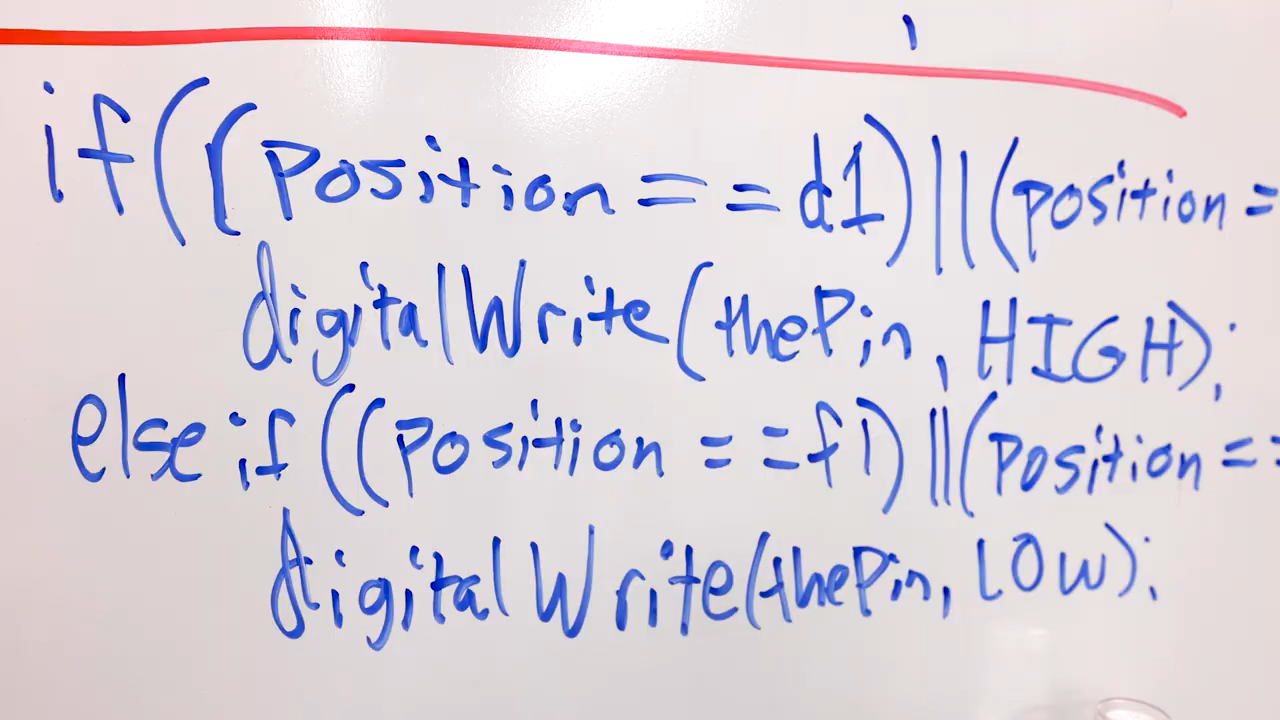 if((position==d1)||(position=
digitalWrite(thePin, HIGH);
else if((position==f1)||(position==
digitalWrite(thePin, LOW);